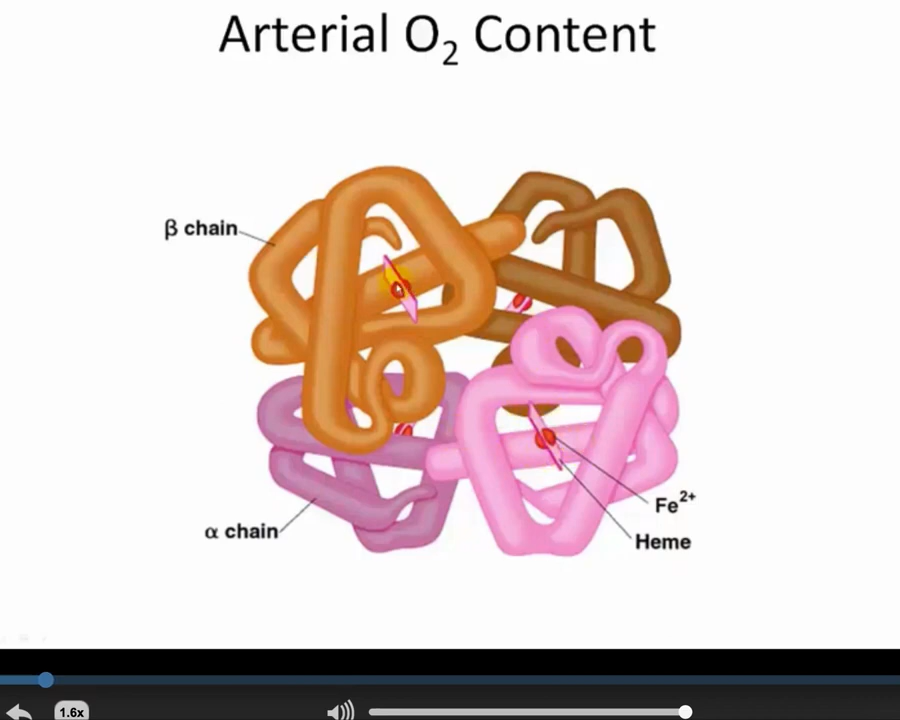 Arterial O₂ Content
β chain
Fe²⁺
α chain
Heme
1.6x